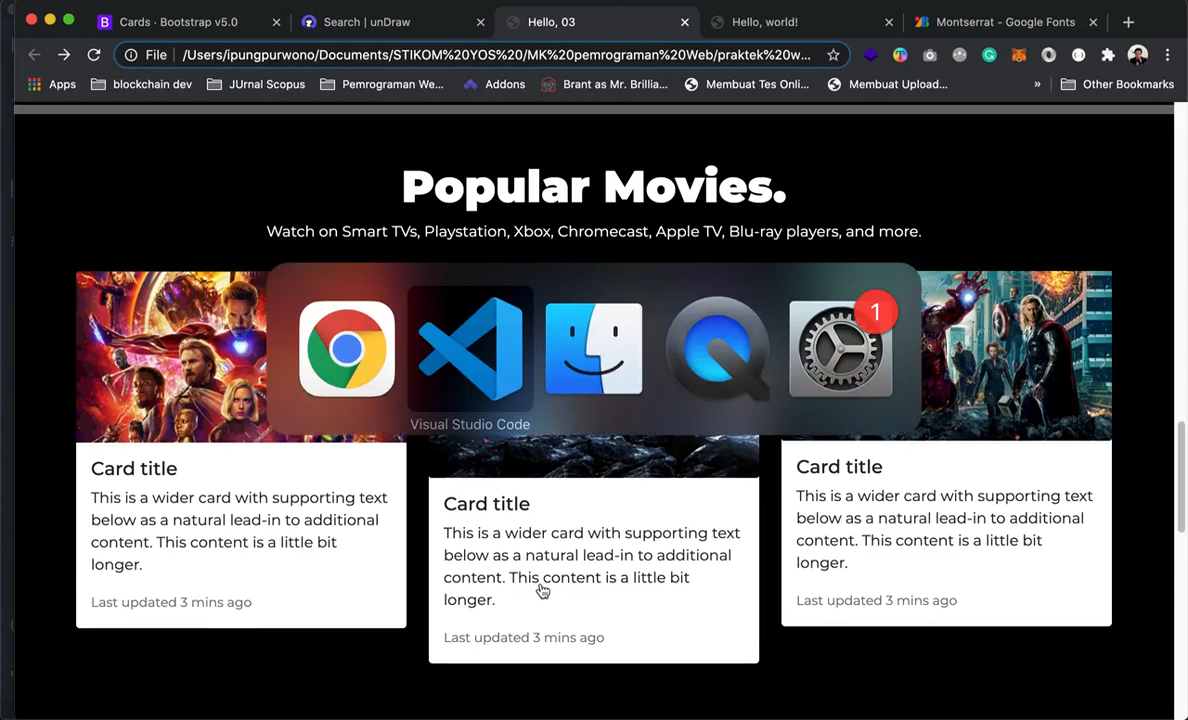 Cards · Bootstrap v5.0
Search | unDraw
Hello, 03
Hello, world!
Montserrat - Google Fonts
File
/Users/ipungpurwono/Documents/STIKOM%20YOS%20/MK%20pemrograman%20Web/praktek%20w...
Apps
blockchain dev
JUrnal Scopus
Pemrograman We...
Addons
Brant as Mr. Brillia...
Membuat Tes Onli...
Membuat Upload...
»
Other Bookmarks
Popular Movies.
Watch on Smart TVs, Playstation, Xbox, Chromecast, Apple TV, Blu-ray players, and more.
1
Visual Studio Code
Card title
This is a wider card with supporting text
below as a natural lead-in to additional
content. This content is a little bit
longer.
Last updated 3 mins ago
Card title
This is a wider card with supporting text
below as a natural lead-in to additional
content. This content is a little bit
longer.
Last updated 3 mins ago
Card title
This is a wider card with supporting text
below as a natural lead-in to additional
content. This content is a little bit
longer.
Last updated 3 mins ago